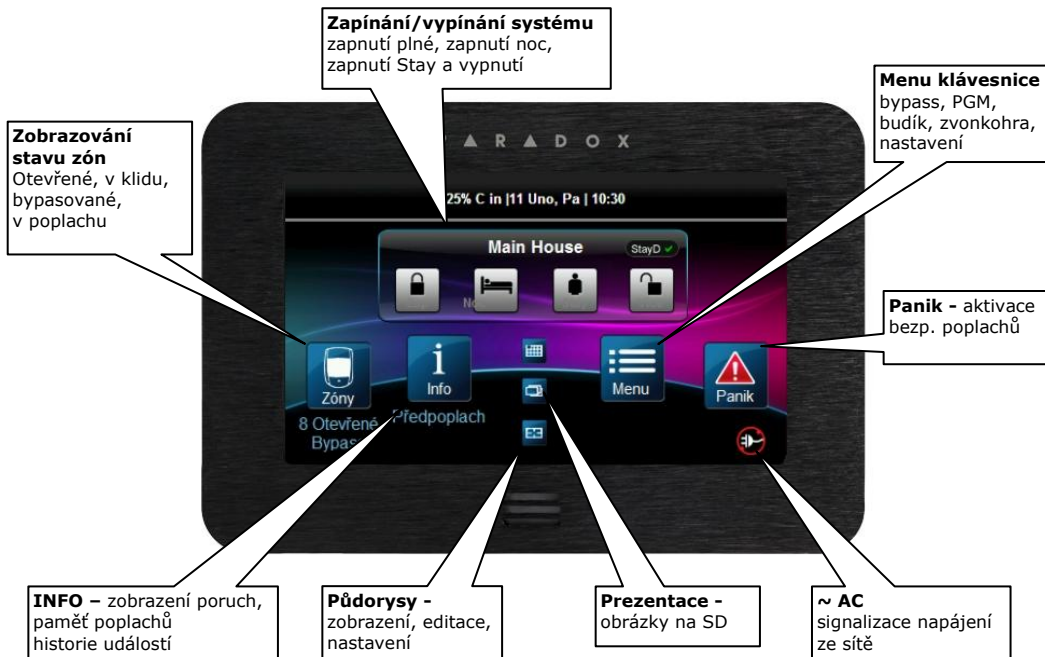 Zapínání/vypínání systému
zapnutí plné, zapnutí noc,
zapnutí Stay a vypnutí
Menu klávesnice
bypass, PGM,
budík, zvonkohra,
nastavení
Zobrazování
stavu zón
Otevřené, v klidu,
bypasované,
v poplachu
ARADOX
25% C in |11 Uno, Pa | 10:30
Main House
StayD
Panik - aktivace
bezp. poplachů
Zóny
Info
Menu
Panik
8 Otevřené
Předpoplach
INFO – zobrazení poruch,
paměť poplachů
historie událostí
Půdorysy -
zobrazení, editace,
nastavení
Prezentace -
obrázky na SD
~ AC
signalizace napájení
ze sítě